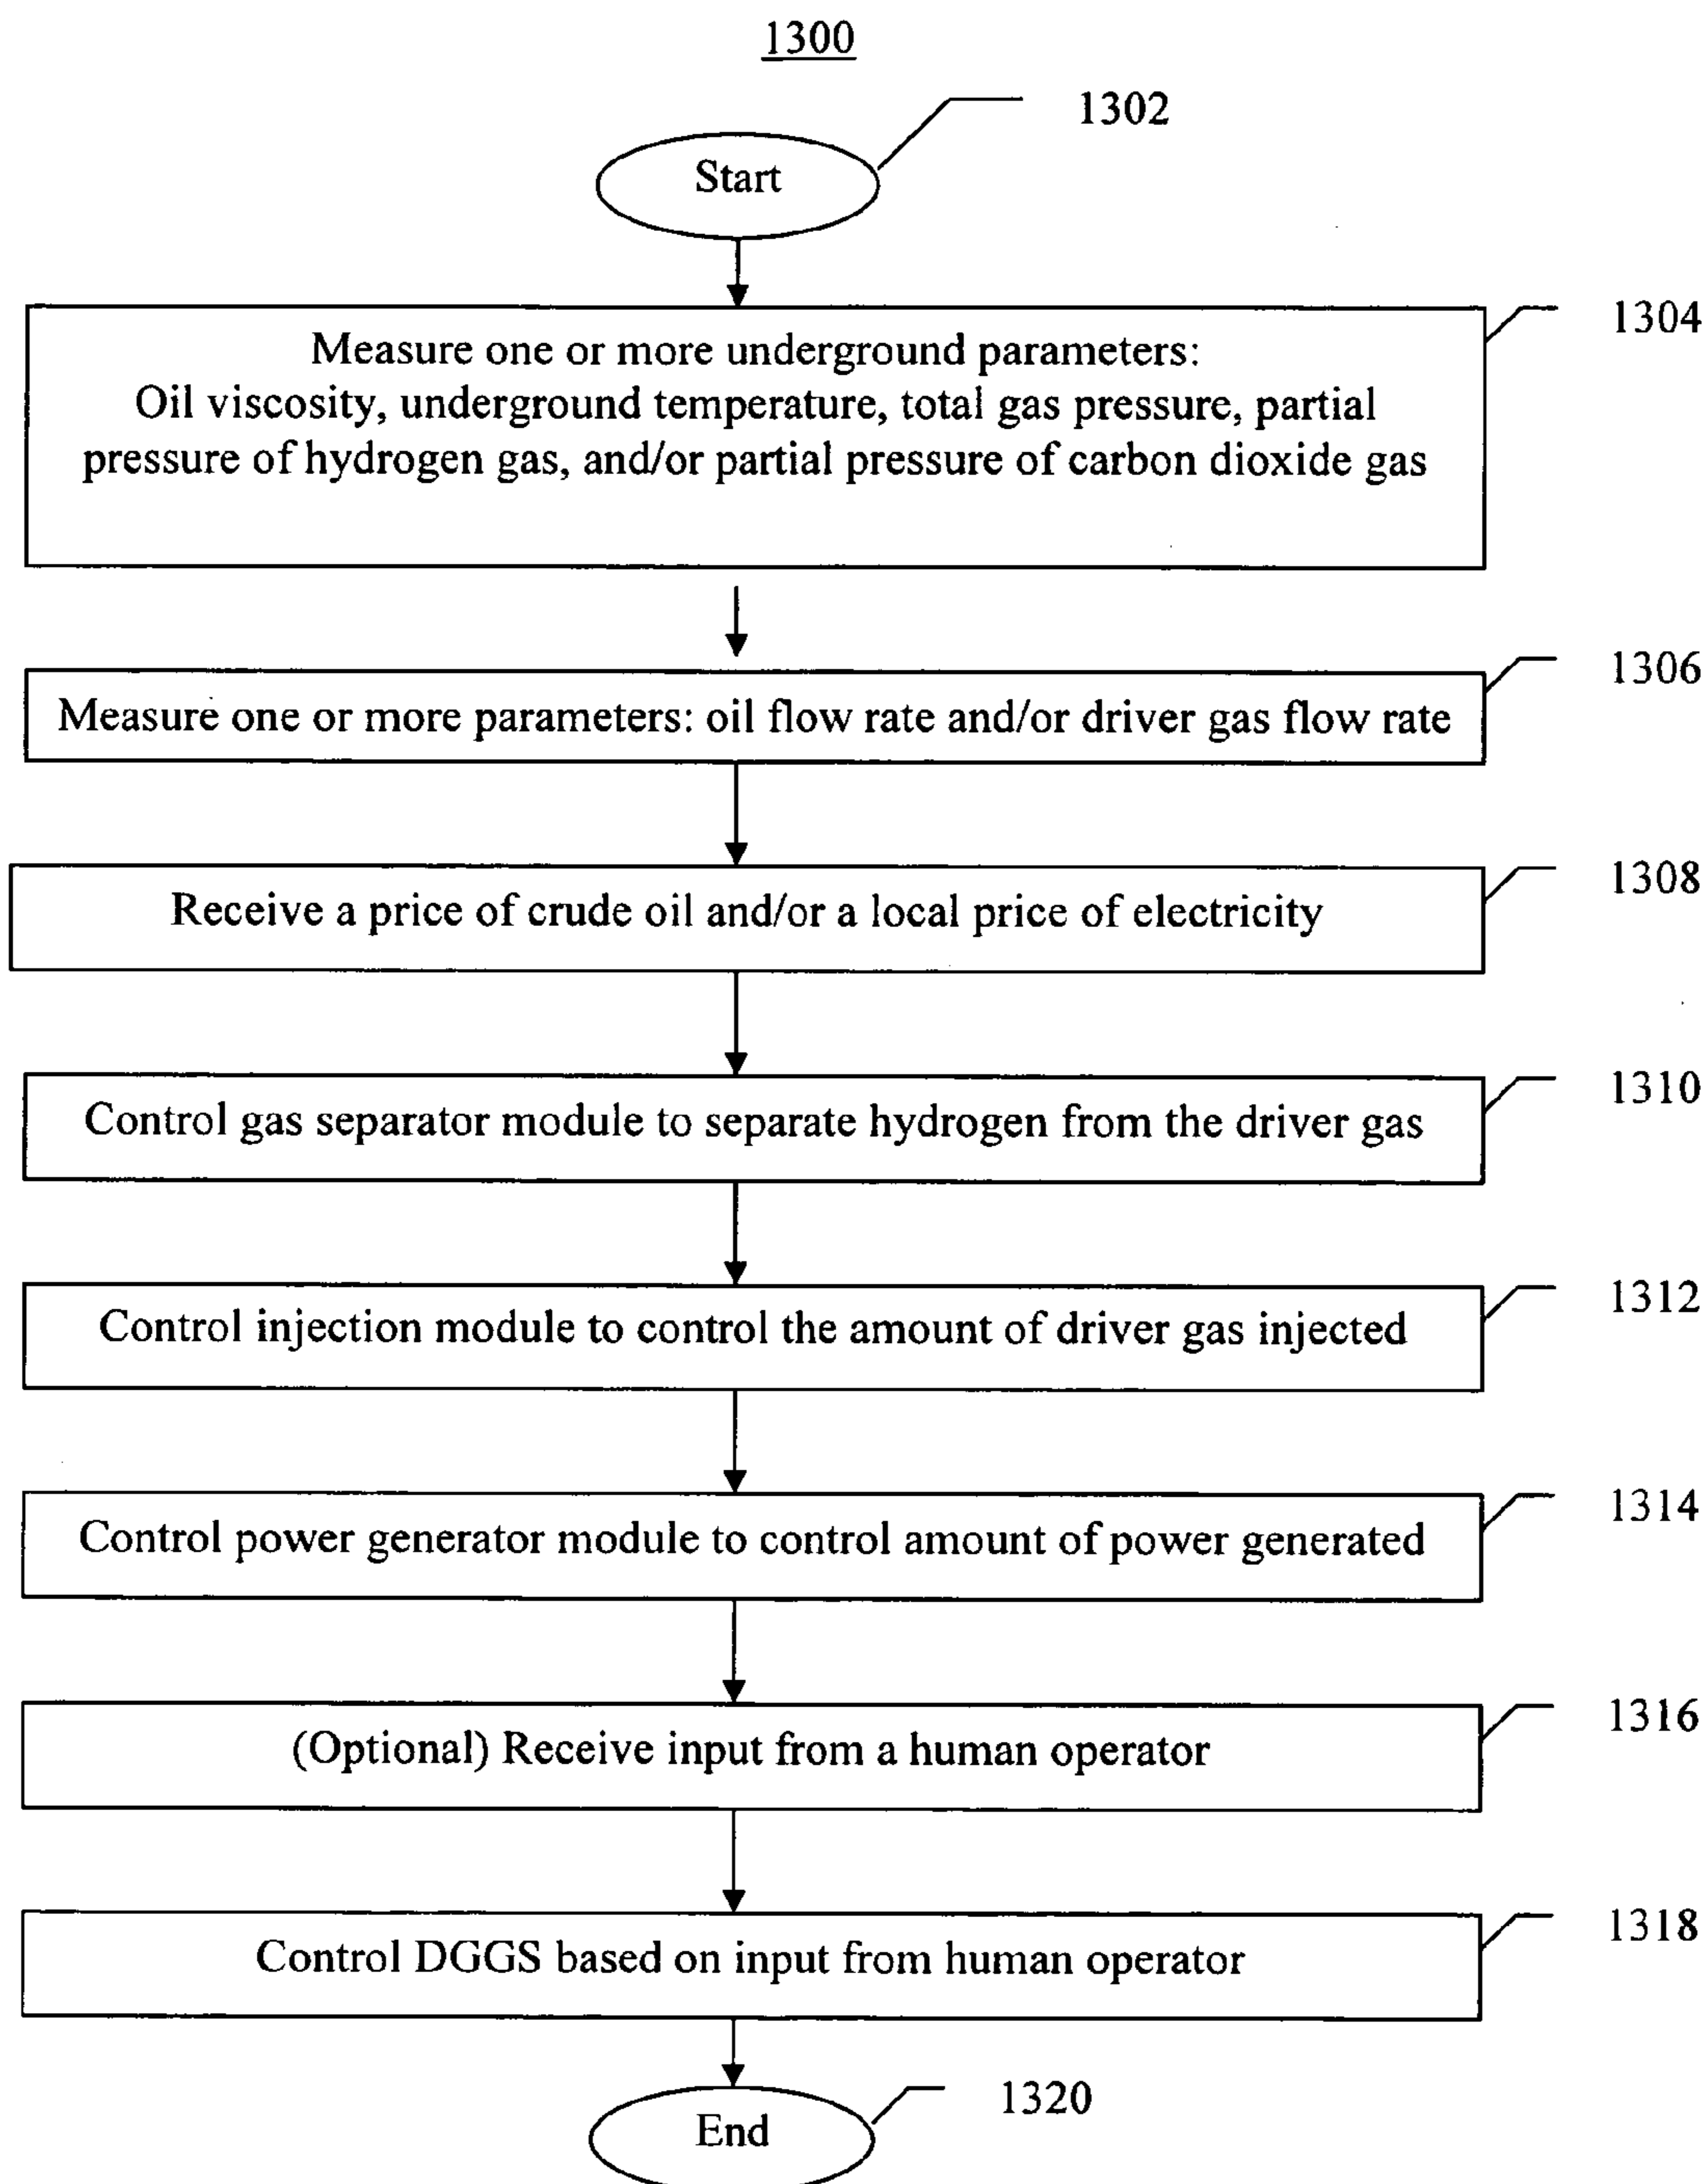 1300
1302
Start
1304
Measure one or more underground parameters:
Oil viscosity, underground temperature, total gas pressure, partial
pressure of hydrogen gas, and/or partial pressure of carbon dioxide gas
1306
Measure one or more parameters: oil flow rate and/or driver gas flow rate
1308
Receive a price of crude oil and/or a local price of electricity
1310
Control gas separator module to separate hydrogen from the driver gas
1312
Control injection module to control the amount of driver gas injected
1314
Control power generator module to control amount of power generated
1316
(Optional) Receive input from a human operator
1318
Control DGGS based on input from human operator
1320
End